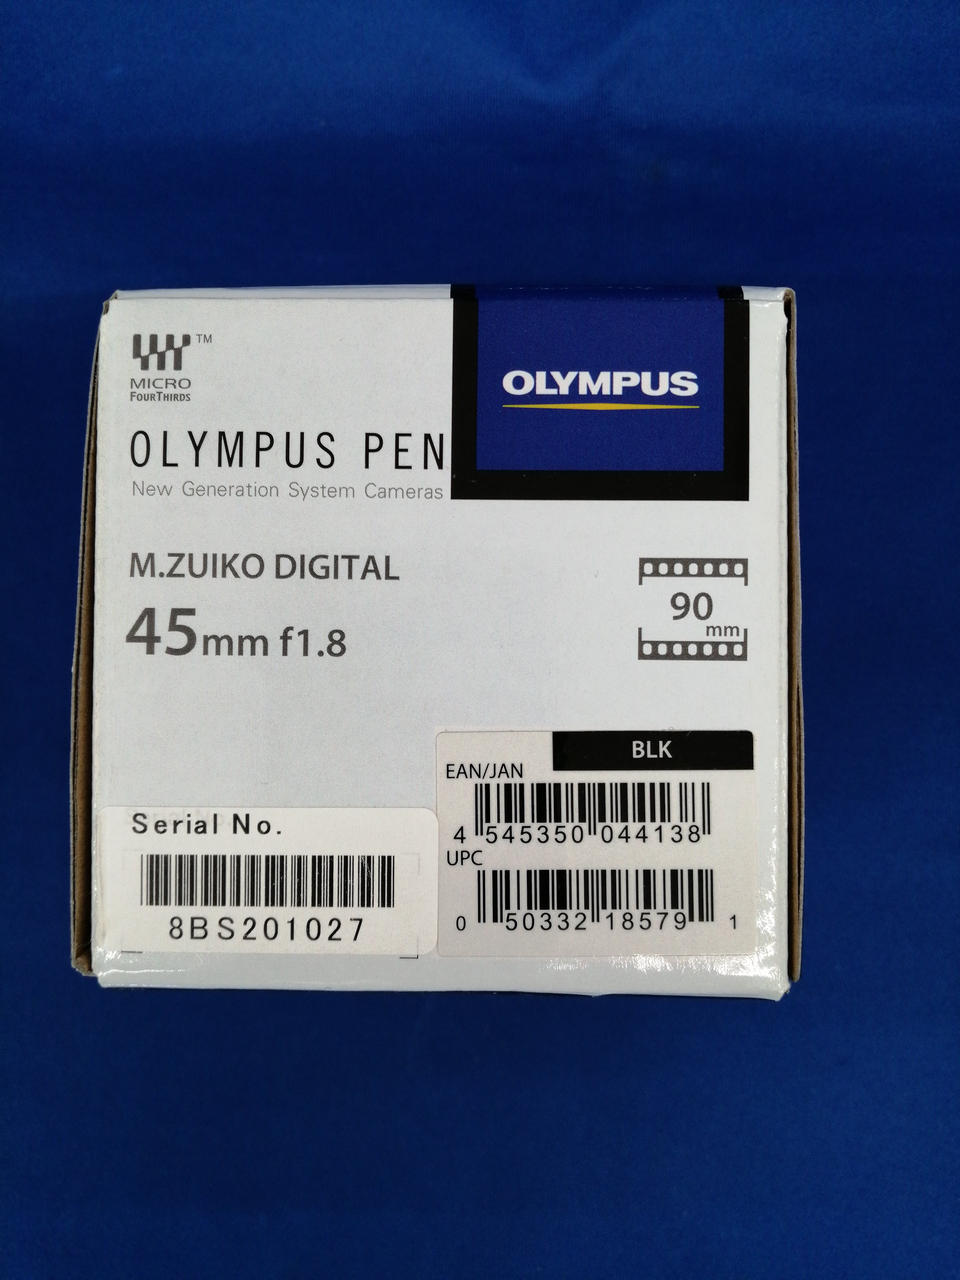 TM
MICRO
FOURTHIRDS
OLYMPUS
OLYMPUS PEN
New Generation System Cameras
M.ZUIKO DIGITAL
45mm f1.8
90
mm
BLK
EAN/JAN
4 545350 044138
UPC
0 50332 18579 1
Serial No.
8BS201027